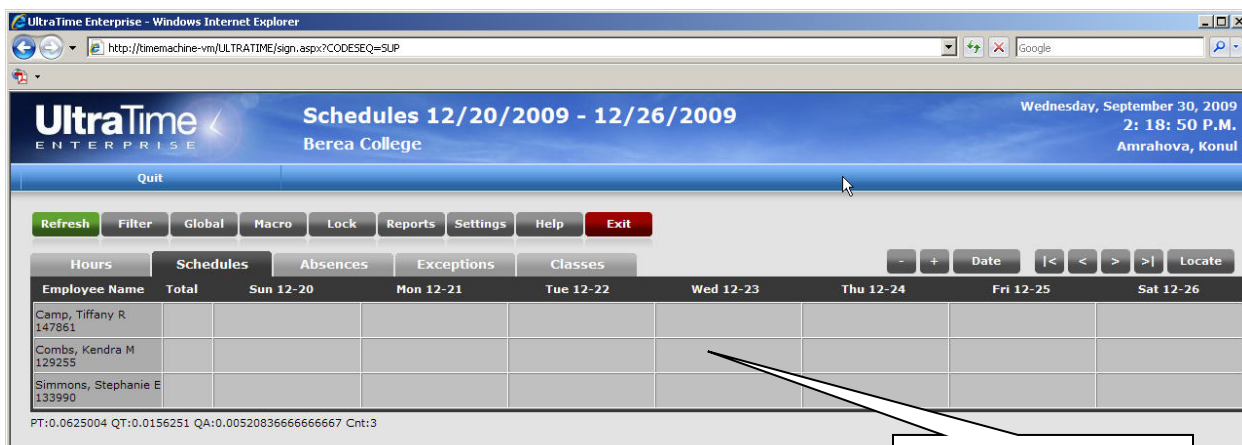 UltraTime Enterprise - Windows Internet Explorer
http://timemachine-vm/ULTRATIME/sign.aspx?CODESEQ=SUP
Google
UltraTime
ENTERPRISE
Schedules 12/20/2009 - 12/26/2009
Berea College
Wednesday, September 30, 2009
2: 18: 50 P.M.
Amrahova, Konul
Quit
Refresh Filter Global Macro Lock Reports Settings Help Exit
Hours Schedules Absences Exceptions Classes - + Date |< < > >| Locate
Employee Name Total Sun 12-20 Mon 12-21 Tue 12-22 Wed 12-23 Thu 12-24 Fri 12-25 Sat 12-26
Camp, Tiffany R
147861
Combs, Kendra M
129255
Simmons, Stephanie E
133990
PT:0.0625004 QT:0.0156251 QA:0.00520836666666667 Cnt:3